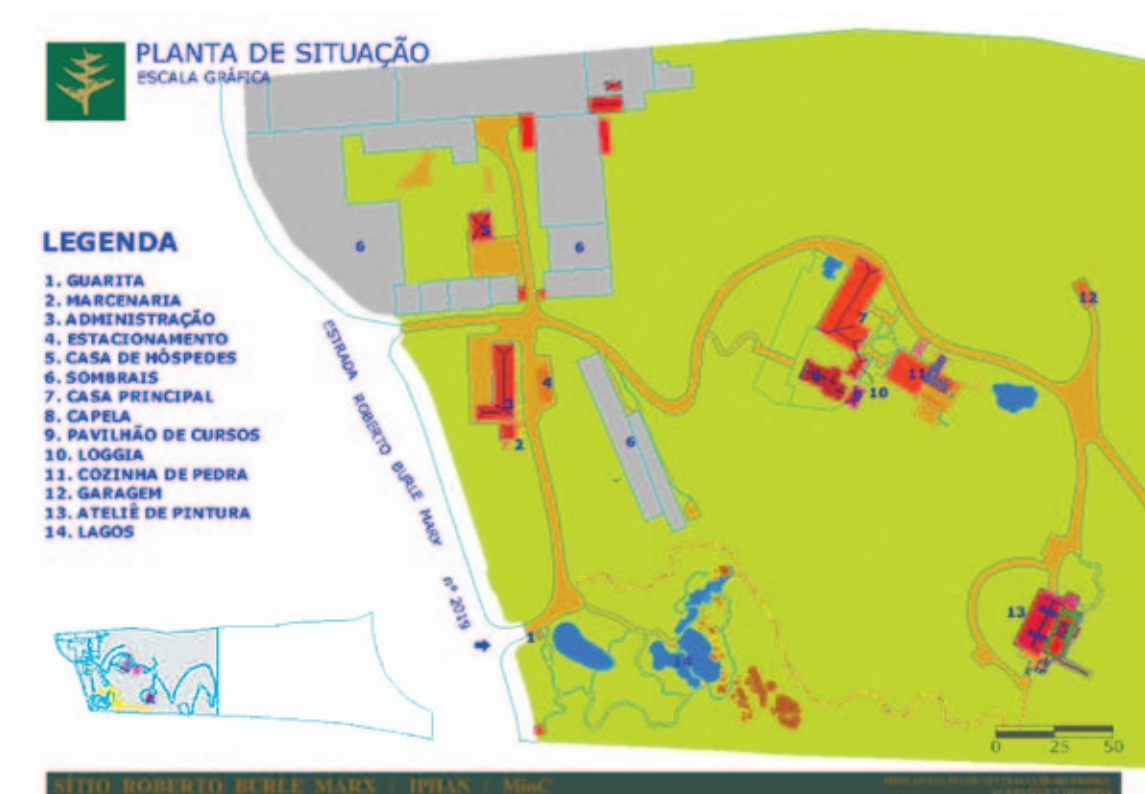 PLANTA DE SITUAÇÃO
ESCALA GRÁFICA
LEGENDA
1. GUARITA
2. MARCENARIA
3. ADMINISTRAÇÃO
4. ESTACIONAMENTO
5. CASA DE HÓSPEDES
6. SOMBRAIS
7. CASA PRINCIPAL
8. CAPELA
9. PAVILHÃO DE CURSOS
10. LOGGIA
11. COZINHA DE PEDRA
12. GARAGEM
13. ATELIÊ DE PINTURA
14. LAGOS
ESTRADA ROBERTO BURLE MARX nº 2019
5
6
6
12
7
11
10
4
3
2
6
13
1
0 25 50
SÍTIO ROBERTO BURLE MARX / IPHAN / MinC